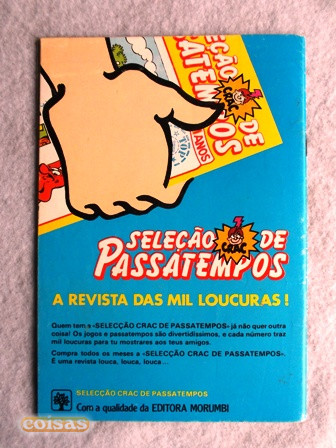 SELEÇÃO
CRAC
DE
PASSATEMPOS
ANOS
SELEÇÃO CRAC DE
PASSATEMPOS
A REVISTA DAS MIL LOUCURAS!
Quem tem a «SELECÇÃO CRAC DE PASSATEMPOS» já não quer outra
coisa! Os jogos e passatempos são divertidíssimos, e cada número traz
mil loucuras para tu mostrares aos teus amigos.
Compra todos os meses a «SELECÇÃO CRAC DE PASSATEMPOS».
É uma revista louca, louca, louca...
SELECÇÃO CRAC DE PASSATEMPOS
Com a qualidade da EDITORA MORUMBI
coisas